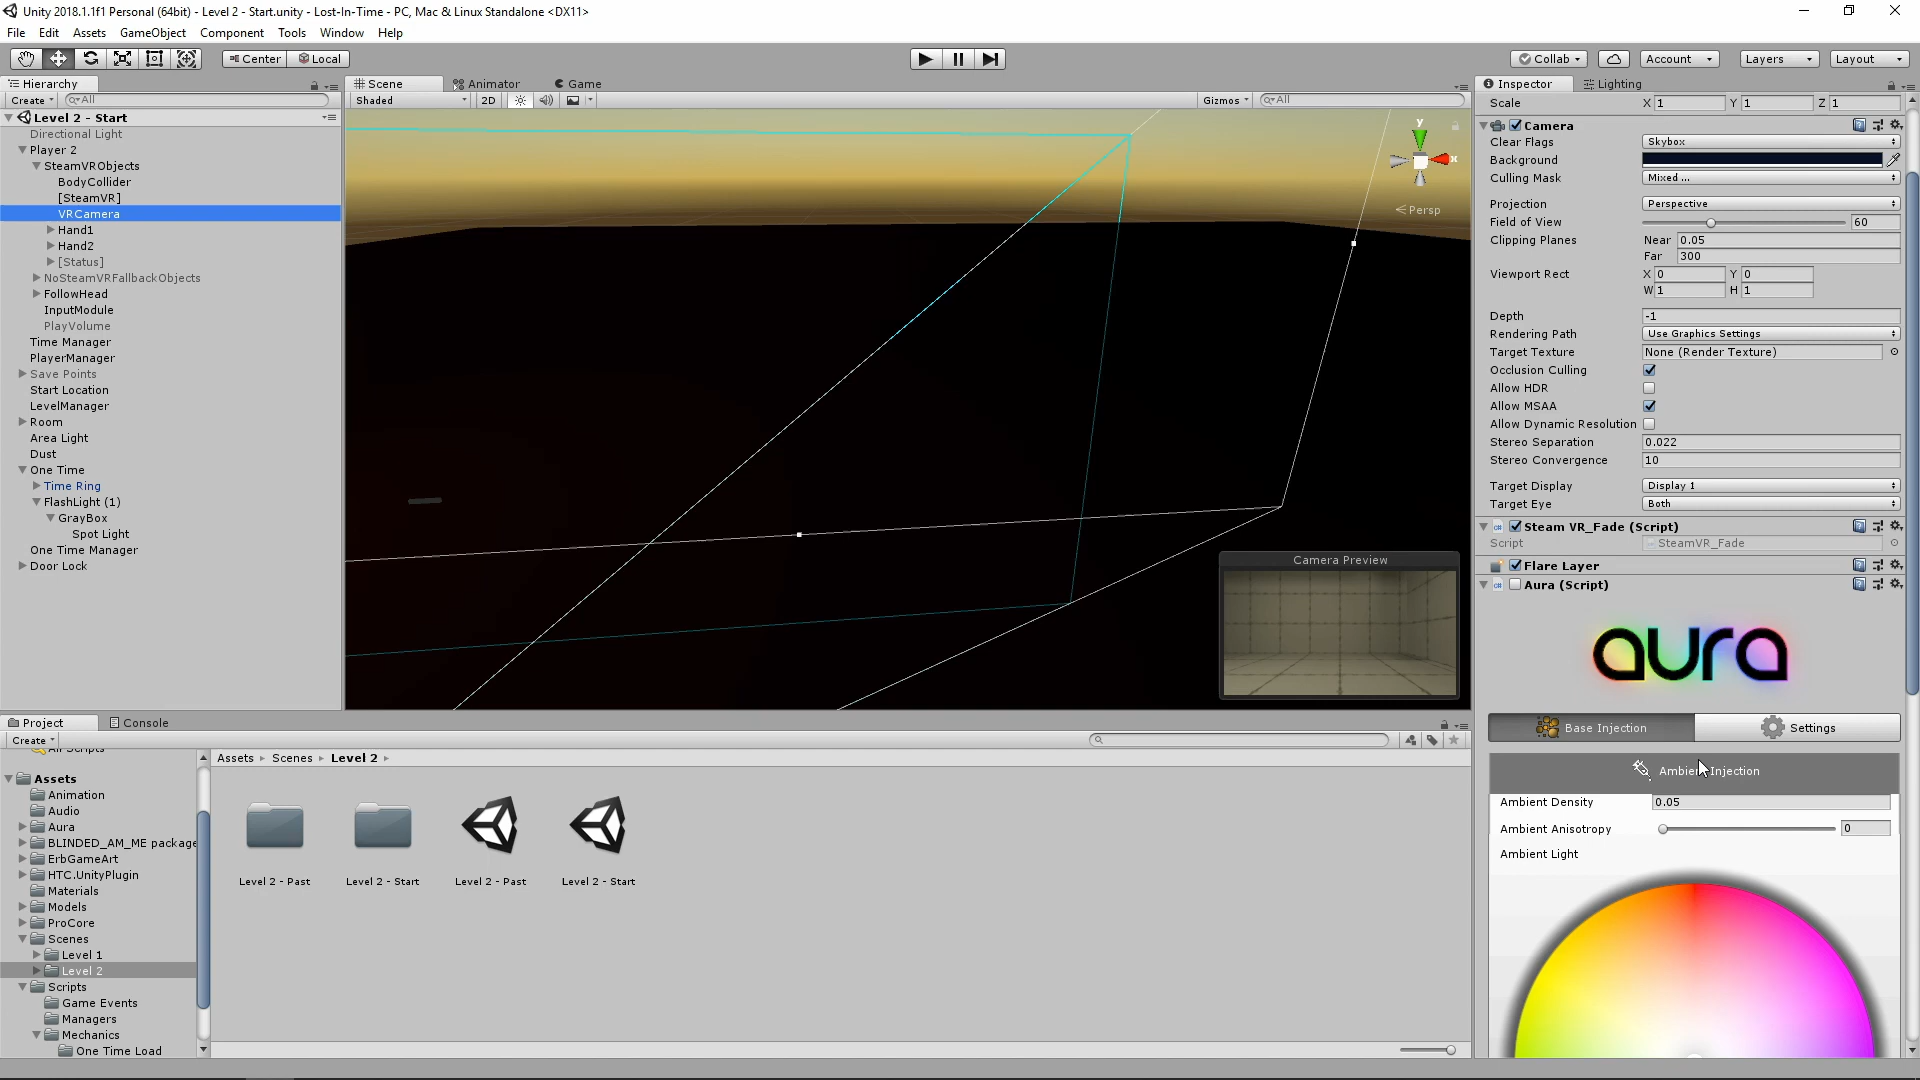 Unity 2018.1.1f1 Personal (64bit) - Level 2 - Start.unity - Lost-In-Time - PC, Mac & Linux Standalone <DX11>
File Edit Assets GameObject Component Tools Window Help
Center Local
Collab Account Layers Layout
Hierarchy
Create All
Level 2 - Start
Directional Light
Player 2
SteamVRObjects
BodyCollider
[SteamVR]
VRCamera
Hand1
Hand2
[Status]
NoSteamVRFallbackObjects
FollowHead
InputModule
PlayVolume
Time Manager
PlayerManager
Save Points
Start Location
LevelManager
Room
Area Light
Dust
One Time
Time Ring
FlashLight (1)
GrayBox
Spot Light
One Time Manager
Door Lock
Scene Animator Game
Shaded 2D Gizmos All
y
x
Persp
Camera Preview
Inspector Lighting
Scale X 1 Y 1 Z 1
Camera
Clear Flags Skybox
Background
Culling Mask Mixed ...
Projection Perspective
Field of View 60
Clipping Planes Near 0.05
Far 300
Viewport Rect X 0 Y 0
W 1 H 1
Depth -1
Rendering Path Use Graphics Settings
Target Texture None (Render Texture)
Occlusion Culling
Allow HDR
Allow MSAA
Allow Dynamic Resolution
Stereo Separation 0.022
Stereo Convergence 10
Target Display Display 1
Target Eye Both
Steam VR_Fade (Script)
Script SteamVR_Fade
Flare Layer
Aura (Script)
aura
Base Injection Settings
Ambient Injection
Ambient Density 0.05
Ambient Anisotropy 0
Ambient Light
Project Console
Create
All Scripts
Assets
Animation
Audio
Aura
BLINDED_AM_ME package
ErbGameArt
HTC.UnityPlugin
Materials
Models
ProCore
Scenes
Level 1
Level 2
Scripts
Game Events
Managers
Mechanics
One Time Load
Assets Scenes Level 2
Level 2 - Past Level 2 - Start Level 2 - Past Level 2 - Start